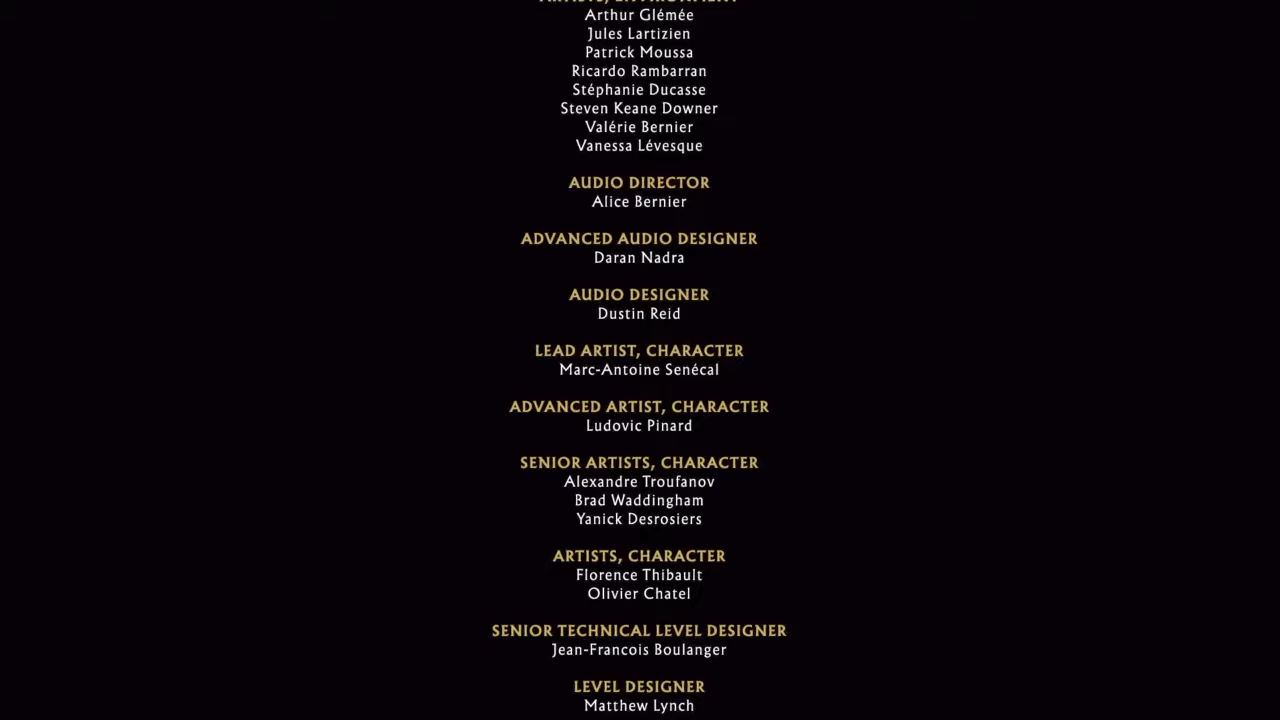 ARTISTS, ENVIRONMENT
Arthur Glémée
Jules Lartizien
Patrick Moussa
Ricardo Rambarran
Stéphanie Ducasse
Steven Keane Downer
Valérie Bernier
Vanessa Lévesque
AUDIO DIRECTOR
Alice Bernier
ADVANCED AUDIO DESIGNER
Daran Nadra
AUDIO DESIGNER
Dustin Reid
LEAD ARTIST, CHARACTER
Marc-Antoine Senécal
ADVANCED ARTIST, CHARACTER
Ludovic Pinard
SENIOR ARTISTS, CHARACTER
Alexandre Troufanov
Brad Waddingham
Yanick Desrosiers
ARTISTS, CHARACTER
Florence Thibault
Olivier Chatel
SENIOR TECHNICAL LEVEL DESIGNER
Jean-Francois Boulanger
LEVEL DESIGNER
Matthew Lynch